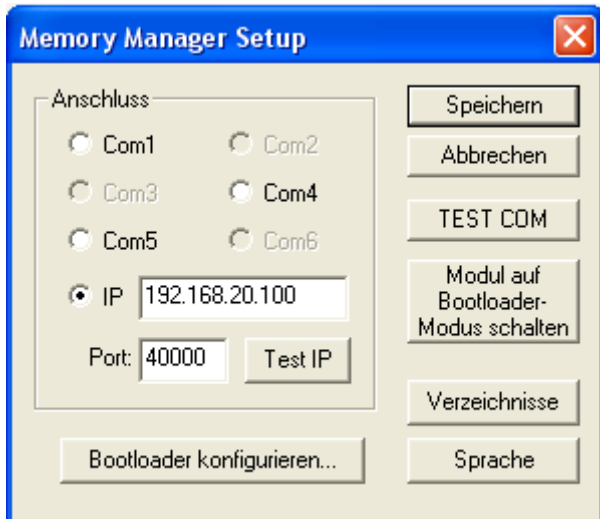 Memory Manager Setup
Anschluss
Com1 Com2
Com3 Com4
Com5 Com6
IP 192.168.20.100
Port: 40000 Test IP
Bootloader konfigurieren...
Speichern
Abbrechen
TEST COM
Modul auf
Bootloader-
Modus schalten
Verzeichnisse
Sprache